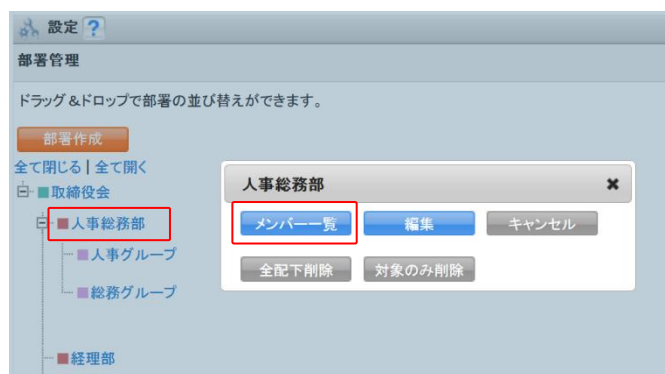 設定 ?
部署管理
ドラッグ&ドロップで部署の並び替えができます。
部署作成
全て閉じる | 全て開く
取締役会
人事総務部
人事グループ
総務グループ
経理部
人事総務部 ✖
メンバー一覧 編集 キャンセル
全配下削除 対象のみ削除